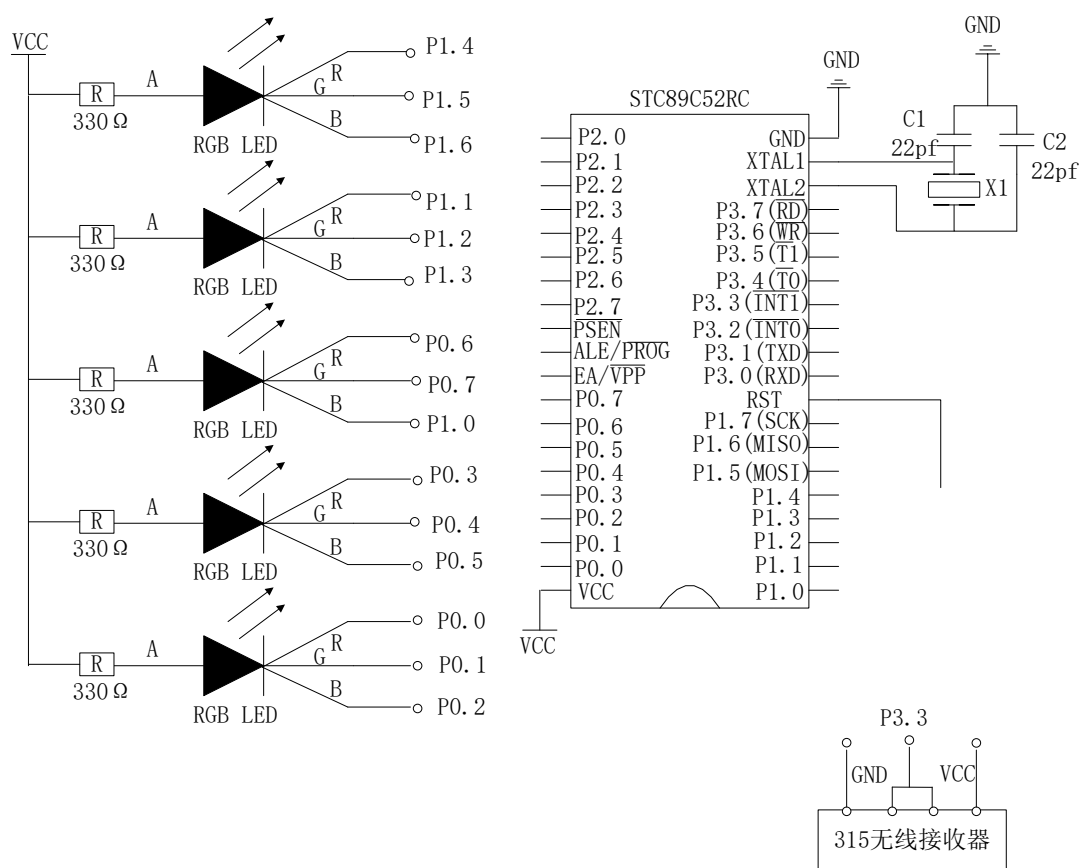 VCC
R
330Ω
A
RGB LED
R
G
B
P1.4
P1.5
P1.6
R
330Ω
A
RGB LED
R
G
B
P1.1
P1.2
P1.3
R
330Ω
A
RGB LED
R
G
B
P0.6
P0.7
P1.0
R
330Ω
A
RGB LED
R
G
B
P0.3
P0.4
P0.5
R
330Ω
A
RGB LED
R
G
B
P0.0
P0.1
P0.2
STC89C52RC
P2.0
P2.1
P2.2
P2.3
P2.4
P2.5
P2.6
P2.7
PSEN
ALE/PROG
EA/VPP
P0.7
P0.6
P0.5
P0.4
P0.3
P0.2
P0.1
P0.0
VCC
GND
XTAL1
XTAL2
P3.7(RD)
P3.6(WR)
P3.5(T1)
P3.4(T0)
P3.3(INT1)
P3.2(INT0)
P3.1(TXD)
P3.0(RXD)
RST
P1.7(SCK)
P1.6(MISO)
P1.5(MOSI)
P1.4
P1.3
P1.2
P1.1
P1.0
VCC
GND
GND
C1
22pf
C2
22pf
X1
P3.3
GND
VCC
315无线接收器